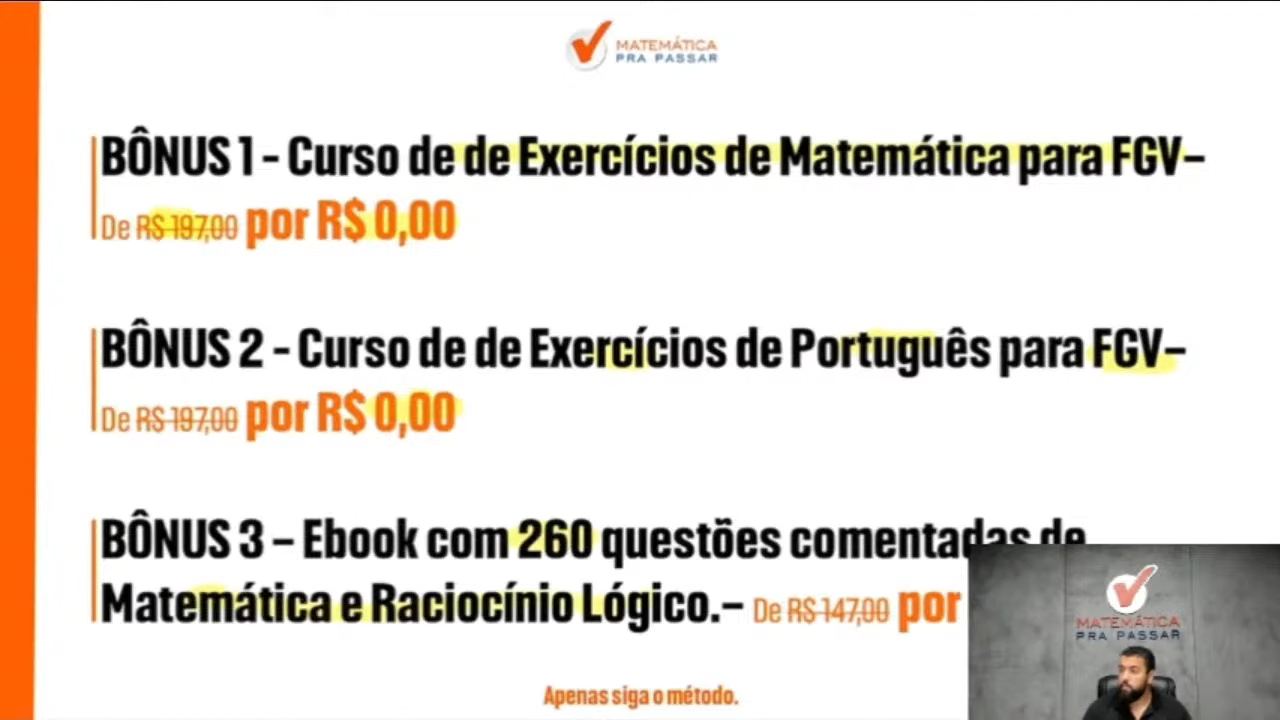 MATEMÁTICA
PRA PASSAR
BÔNUS 1 - Curso de de Exercícios de Matemática para FGV–
De R$ 197,00 por R$ 0,00
BÔNUS 2 - Curso de de Exercícios de Português para FGV–
De R$ 197,00 por R$ 0,00
BÔNUS 3 – Ebook com 260 questões comentadas de
Matemática e Raciocínio Lógico.– De R$ 147,00 por
MATEMÁTICA
PRA PASSAR
Apenas siga o método.